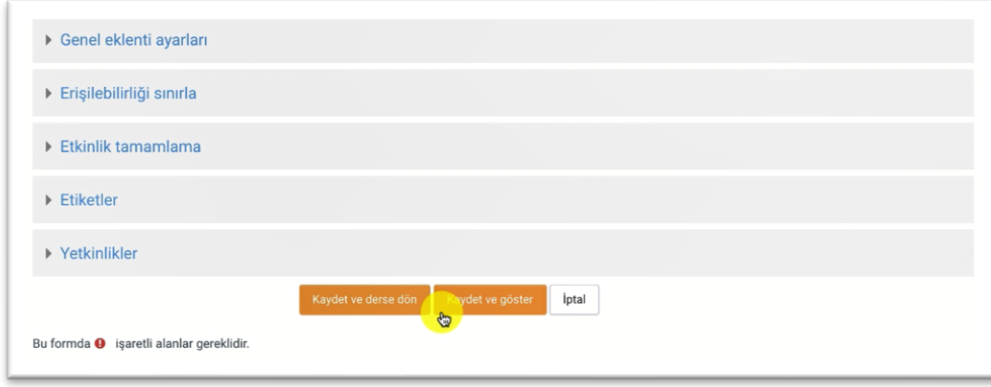 Genel eklenti ayarları
Erişilebilirliği sınırla
Etkinlik tamamlama
Etiketler
Yetkinlikler
Kaydet ve derse dön Kaydet ve göster İptal
Bu formda işaretli alanlar gereklidir.